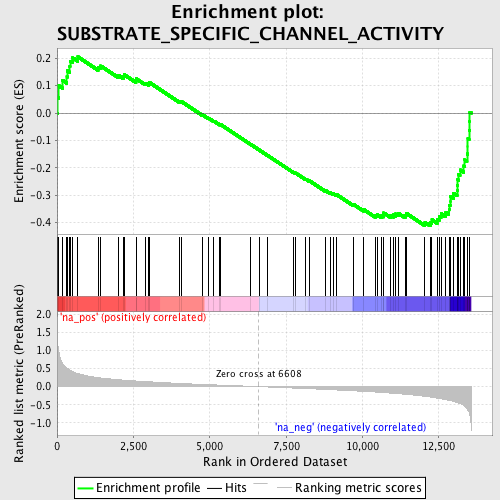 Enrichment plot:
SUBSTRATE_SPECIFIC_CHANNEL_ACTIVITY
Enrichment score (ES)
0.2
0.1
0.0
-0.1
-0.2
-0.3
-0.4
'na_pos' (positively correlated)
Ranked list metric (PreRanked)
2.0
1.5
1.0
0.5
0.0
-0.5
-1.0
Zero cross at 6608
'na_neg' (negatively correlated)
0
2,500
5,000
7,500
10,000
12,500
Rank in Ordered Dataset
Enrichment profile
Hits
Ranking metric scores